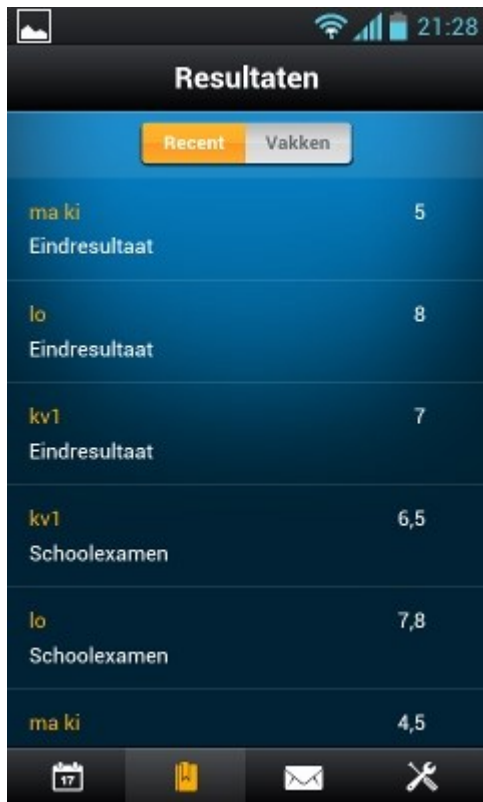 21:28
Resultaten
Recent Vakken
ma ki 5
Eindresultaat
lo 8
Eindresultaat
kv1 7
Eindresultaat
kv1 6,5
Schoolexamen
lo 7,8
Schoolexamen
ma ki 4,5
17